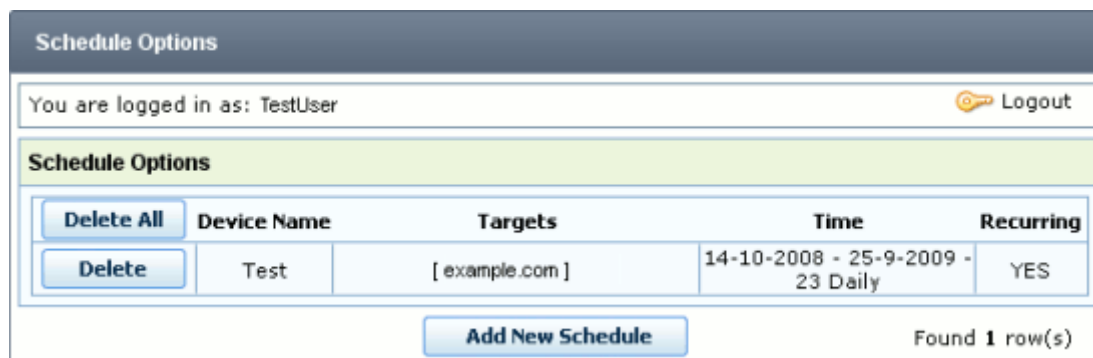 Schedule Options
You are logged in as: TestUser
Logout
Schedule Options
Delete All Device Name Targets Time Recurring
Delete Test [ example.com ] 14-10-2008 - 25-9-2009 - 23 Daily YES
Add New Schedule
Found 1 row(s)